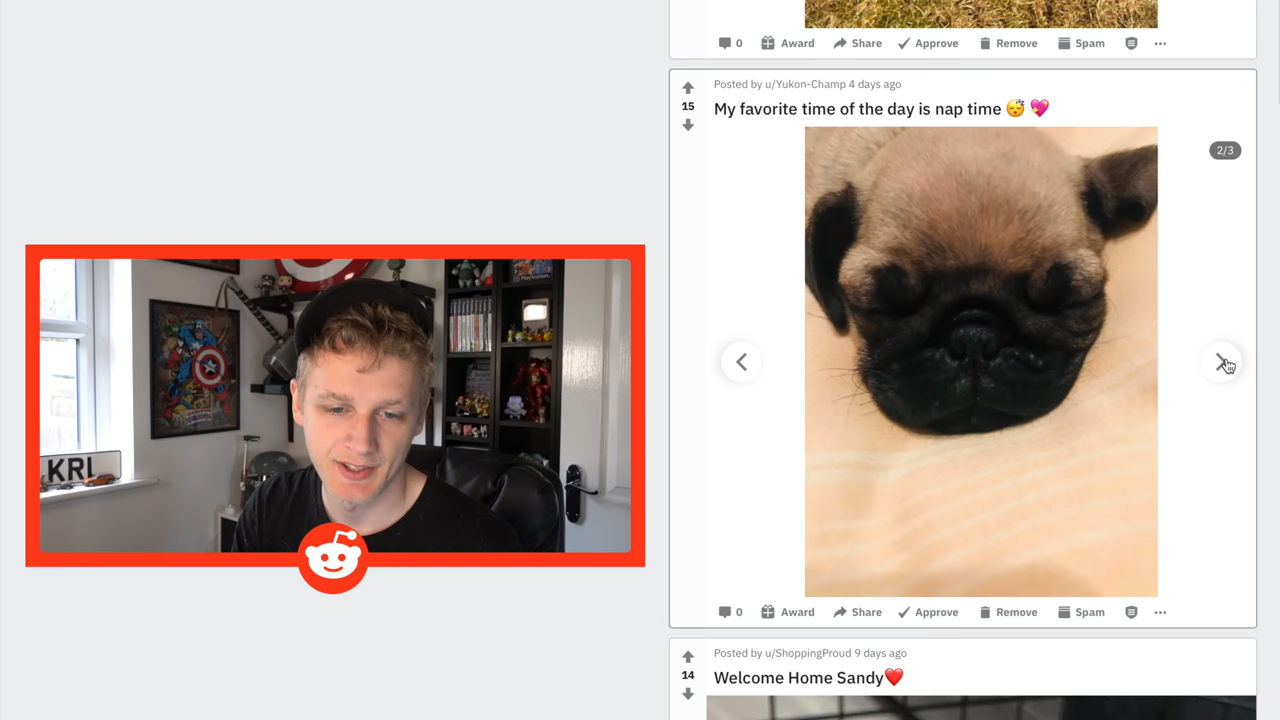 0 Award Share Approve Remove Spam
Posted by u/Yukon-Champ 4 days ago
15
My favorite time of the day is nap time 😴 💖
2/3
KRL
PlayStation
0 Award Share Approve Remove Spam
Posted by u/ShoppingProud 9 days ago
14
Welcome Home Sandy❤️